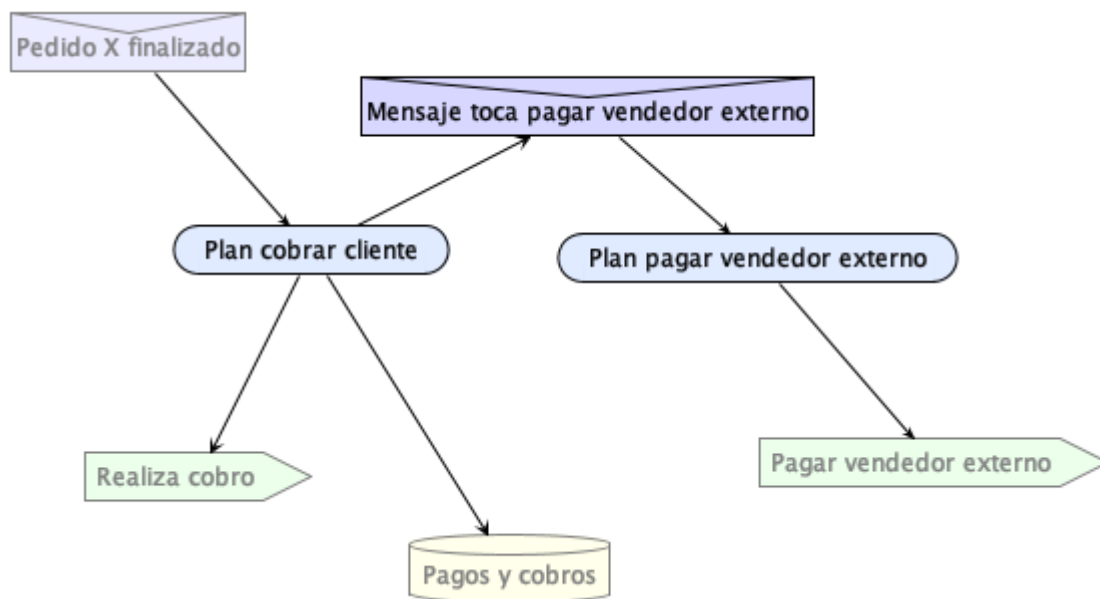 Pedido X finalizado
Mensaje toca pagar vendedor externo
Plan cobrar cliente
Plan pagar vendedor externo
Realiza cobro
Pagar vendedor externo
Pagos y cobros